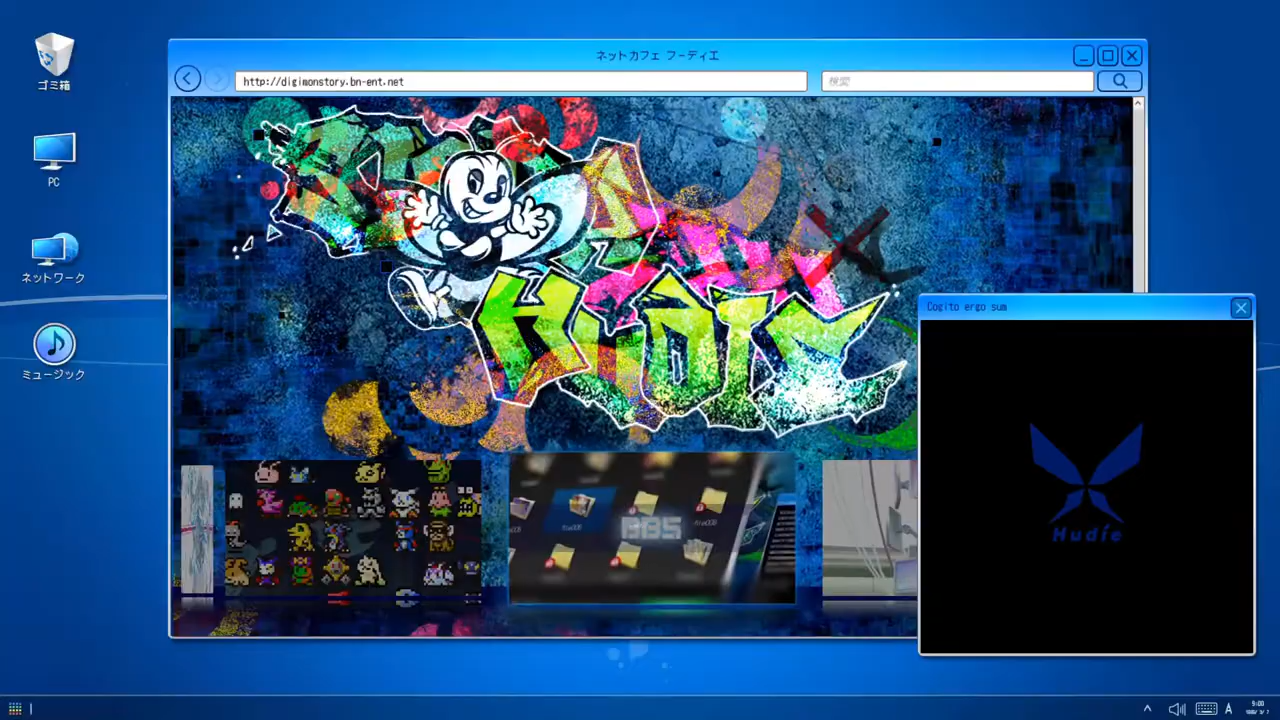 ゴミ箱
PC
ネットワーク
ミュージック
ネットカフェ フーディエ
http://digimonstory.bn-ent.net
検索
HUDIE
BBS
Cogito ergo sum
Hudie
A
9:00